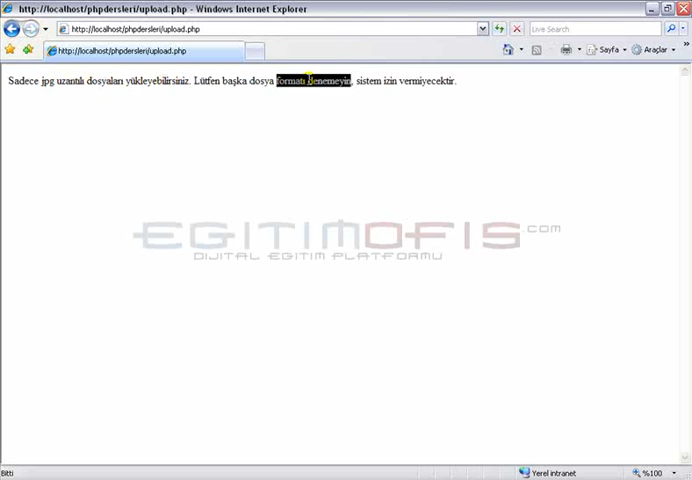 http://localhost/phpdersleri/upload.php - Windows Internet Explorer
http://localhost/phpdersleri/upload.php
Live Search
http://localhost/phpdersleri/upload.php
Sayfa
Araçlar
Sadece jpg uzantılı dosyaları yükleyebilirsiniz. Lütfen başka dosya formatı denemeyin, sistem izin vermiyecektir.
EGITIMOFIS.COM
DIJITAL EGITIM PLATFORMU
Bitti
Yerel intranet
%100